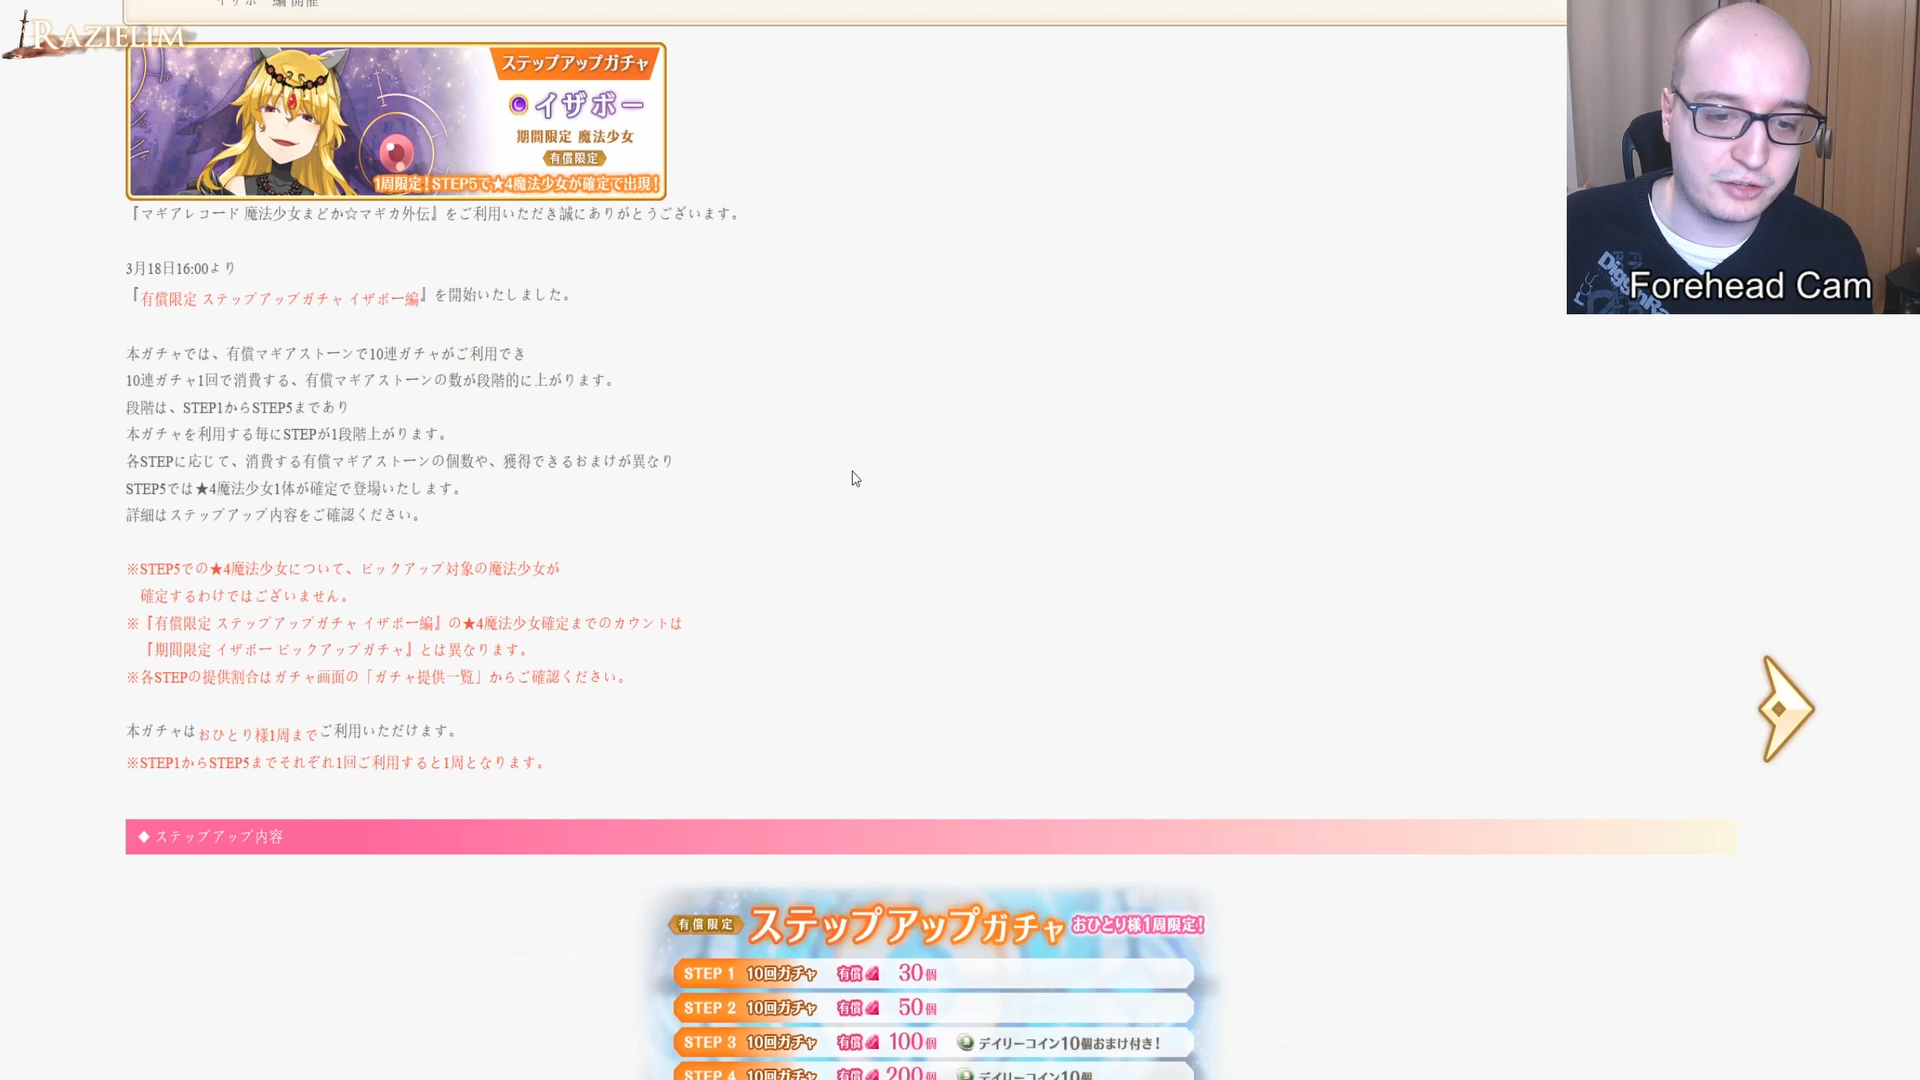 イザボー編 開催
RAZIELIM
ステップアップガチャ
イザボー
期間限定 魔法少女
有償限定
1周限定!STEP5で★4魔法少女が確定で出現!
『マギアレコード 魔法少女まどか☆マギカ外伝』をご利用いただき誠にありがとうございます。
3月18日16:00より
『有償限定 ステップアップガチャ イザボー編』を開始いたしました。
本ガチャでは、有償マギアストーンで10連ガチャがご利用でき
10連ガチャ1回で消費する、有償マギアストーンの数が段階的に上がります。
段階は、STEP1からSTEP5まであり
本ガチャを利用する毎にSTEPが1段階上がります。
各STEPに応じて、消費する有償マギアストーンの個数や、獲得できるおまけが異なり
STEP5では★4魔法少女1体が確定で登場いたします。
詳細はステップアップ内容をご確認ください。
※STEP5での★4魔法少女について、ピックアップ対象の魔法少女が
確定するわけではございません。
※『有償限定 ステップアップガチャ イザボー編』の★4魔法少女確定までのカウントは
『期間限定 イザボー ピックアップガチャ』とは異なります。
※各STEPの提供割合はガチャ画面の「ガチャ提供一覧」からご確認ください。
本ガチャはおひとり様1周までご利用いただけます。
※STEP1からSTEP5までそれぞれ1回ご利用すると1周となります。
◆ ステップアップ内容
有償限定 ステップアップガチャ おひとり様1周限定!
STEP 1 10回ガチャ 有償 30個
STEP 2 10回ガチャ 有償 50個
STEP 3 10回ガチャ 有償 100個 デイリーコイン10個おまけ付き!
STEP 4 10回ガチャ 有償 200個 デイリーコイン10個
Forehead Cam